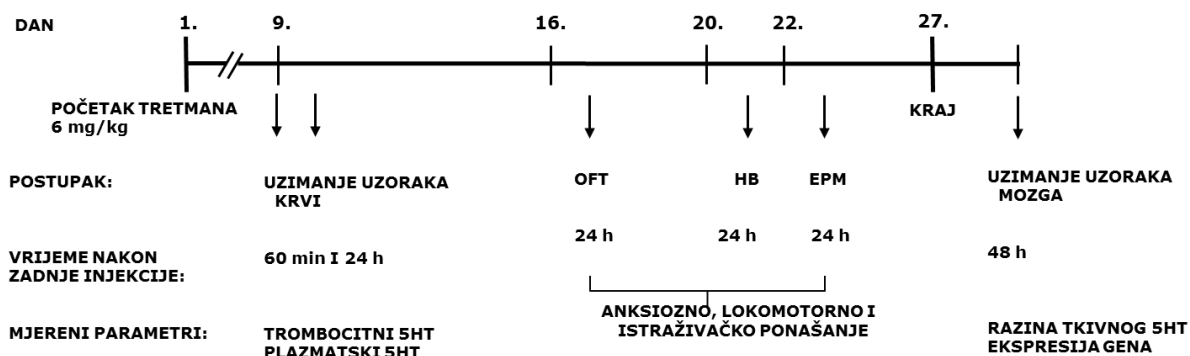 DAN 1. 9. 16. 20. 22. 27.
POČETAK TRETMANA
6 mg/kg
KRAJ
POSTUPAK: UZIMANJE UZORAKA
KRVI
OFT HB EPM
UZIMANJE UZORAKA
MOZGA
VRIJEME NAKON
ZADNJE INJEKCIJE:
60 min I 24 h
24 h 24 h 24 h
48 h
ANKSIOZNO, LOKOMOTORNO I
ISTRAŽIVAČKO PONAŠANJE
MJERENI PARAMETRI: TROMBOCITNI 5HT
PLAZMATSKI 5HT
RAZINA TKIVNOG 5HT
EKSPRESIJA GENA